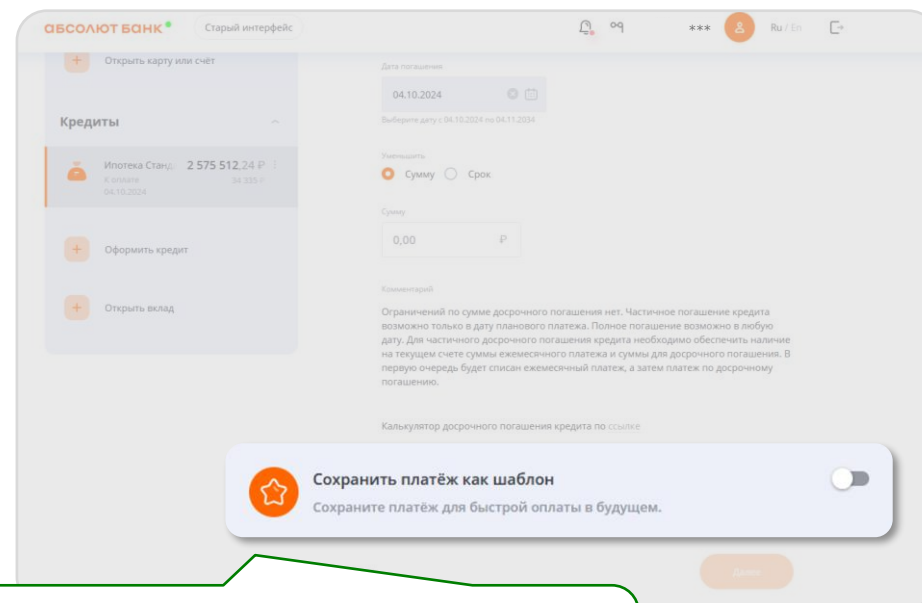 абсолют банк
Старый интерфейс
***
Ru / En
Открыть карту или счёт
Кредиты
Ипотека Станд
2 575 512,24 ₽
К оплате
04.10.2024
Оформить кредит
Открыть вклад
Дата погашения
04.10.2024
Выберите дату с 04.10.2024 по 04.11.2034
Уменьшить
Сумму
Срок
Сумму
0,00 ₽
Комментарий
Ограничений по сумме досрочного погашения нет. Частичное погашение кредита
возможно только в дату планового платежа. Полное погашение возможно в любую
дату. Для частичного досрочного погашения кредита необходимо обеспечить наличие
на текущем счете суммы ежемесячного платежа и суммы для досрочного погашения. В
первую очередь будет списан ежемесячный платеж, а затем платеж по досрочному
погашению.
Калькулятор досрочного погашения кредита по ссылке
Сохранить платёж как шаблон
Сохраните платёж для быстрой оплаты в будущем.
Далее